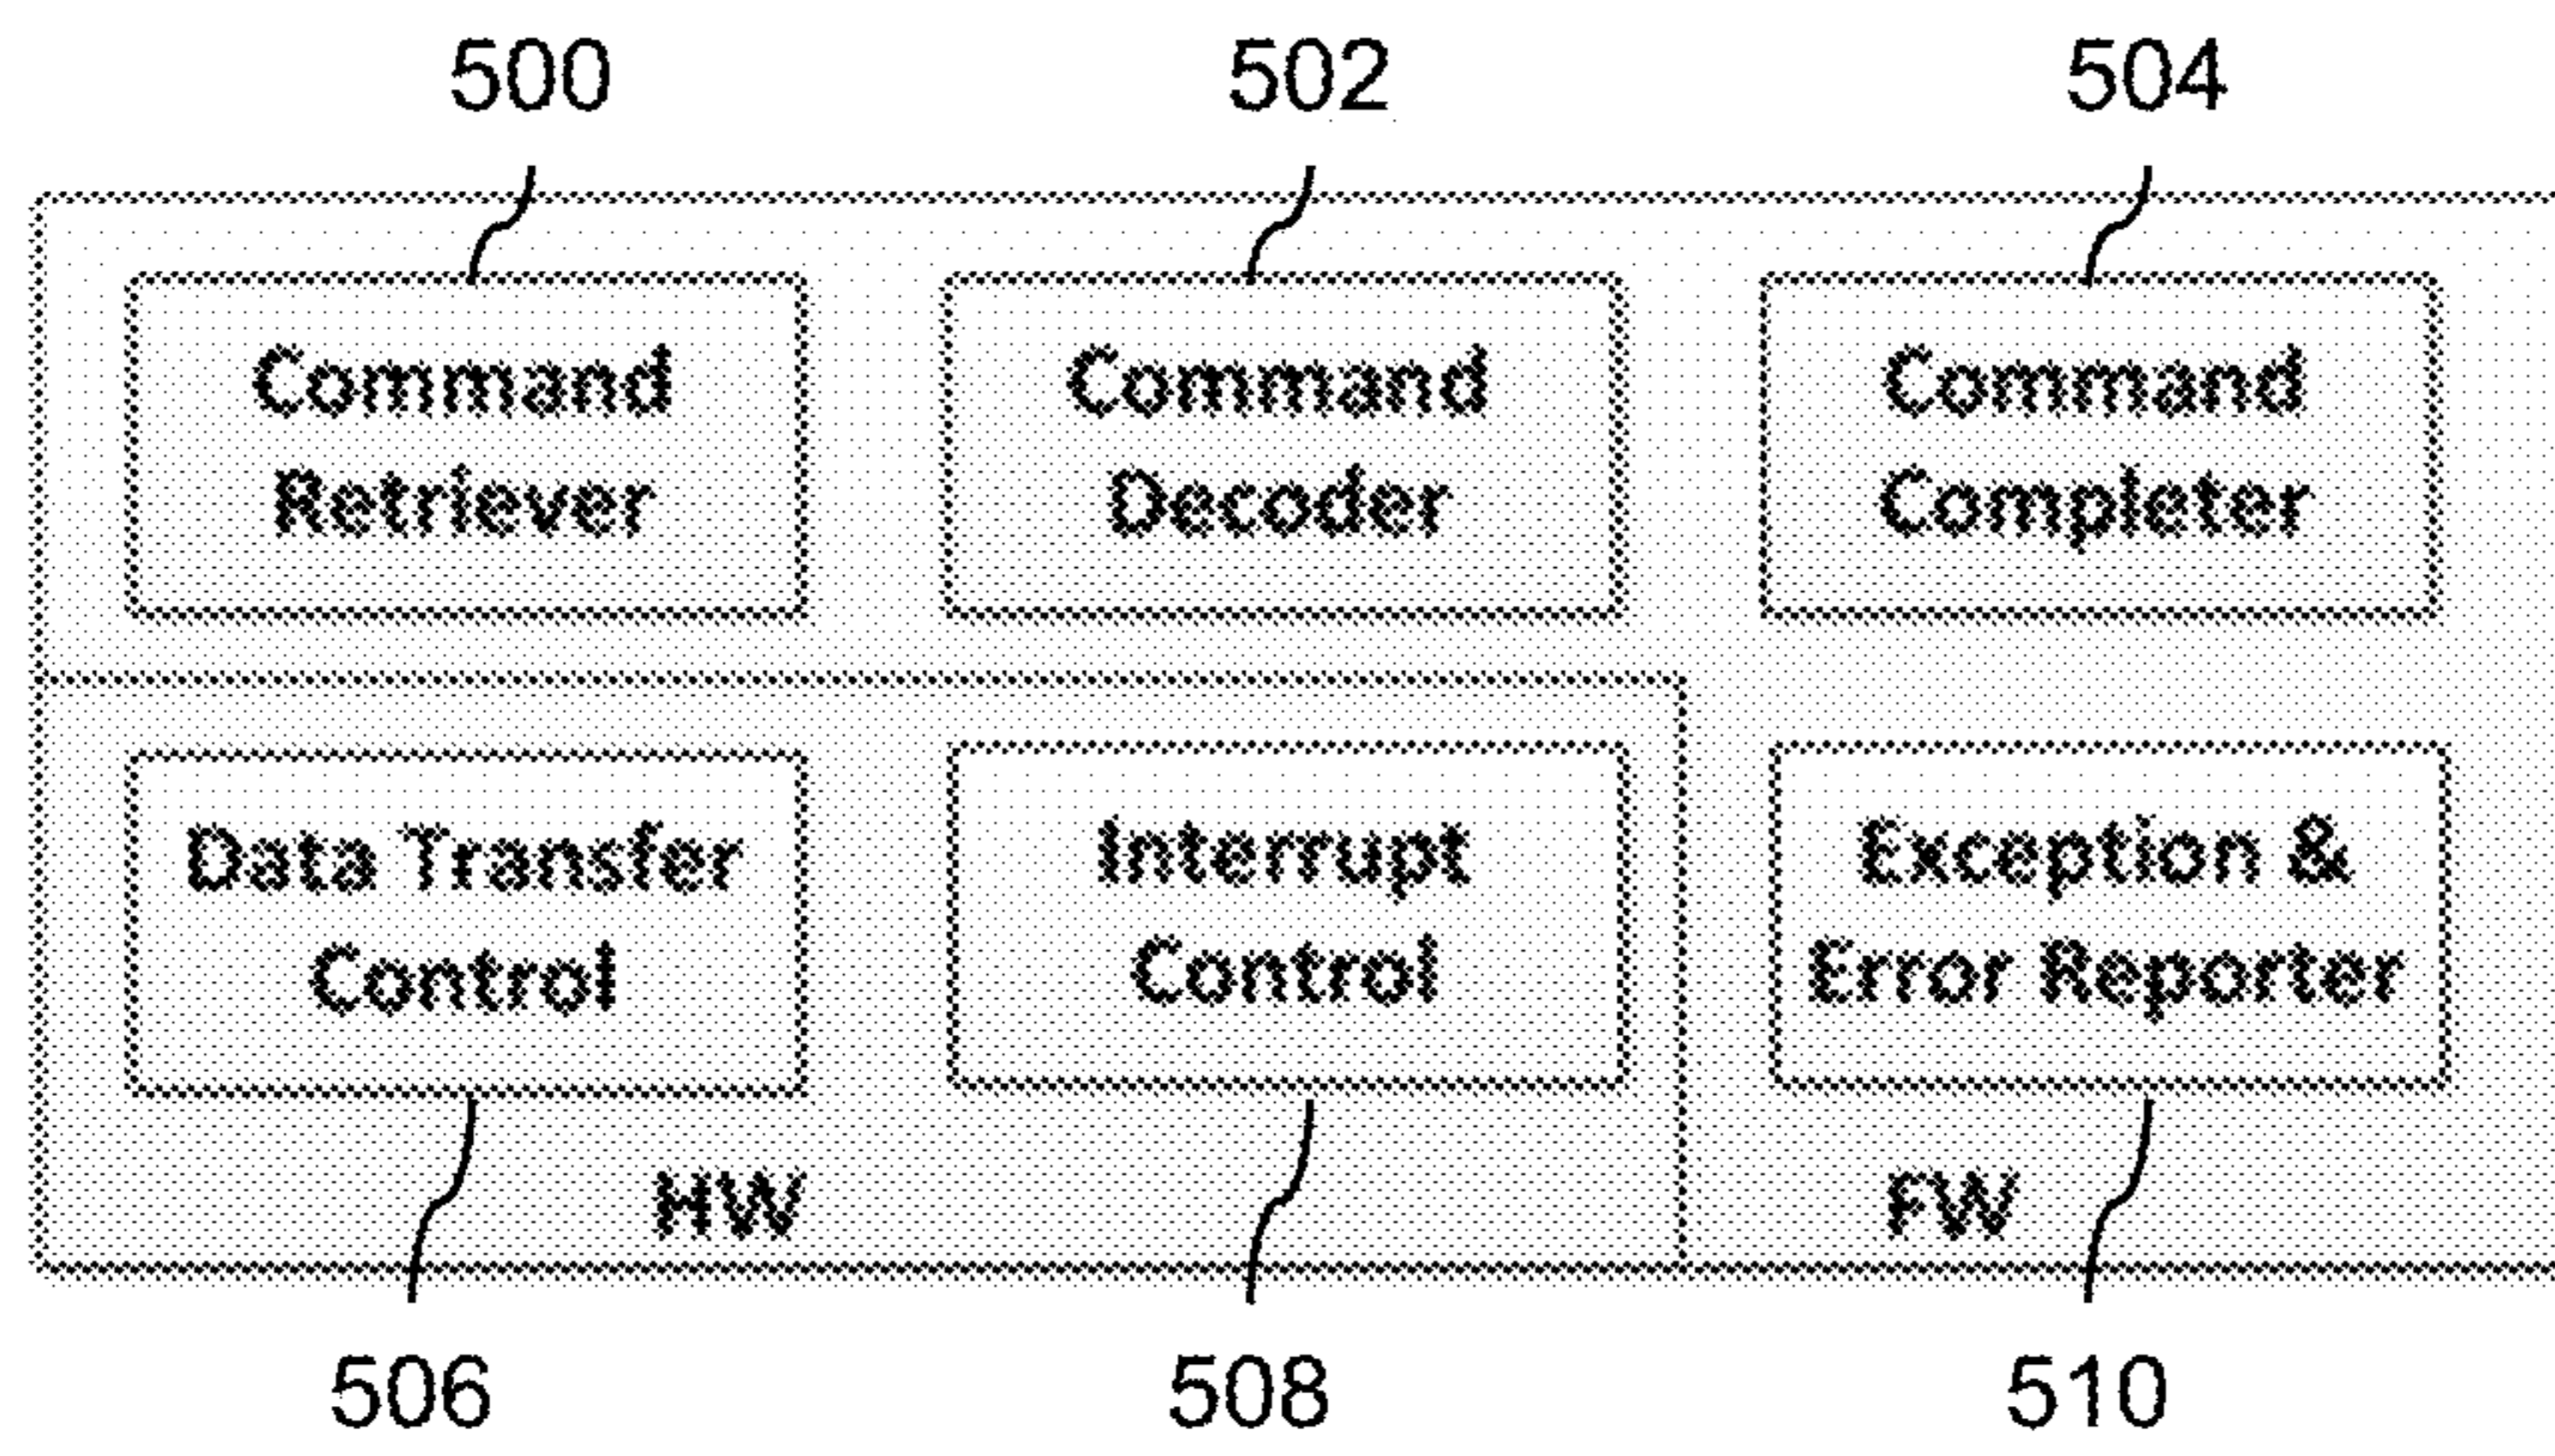 500 502 504
Command Command Command
Retriever Decoder Completer
Data Transfer Interrupt Exception &
Control Control Error Reporter
HW FW
506 508 510